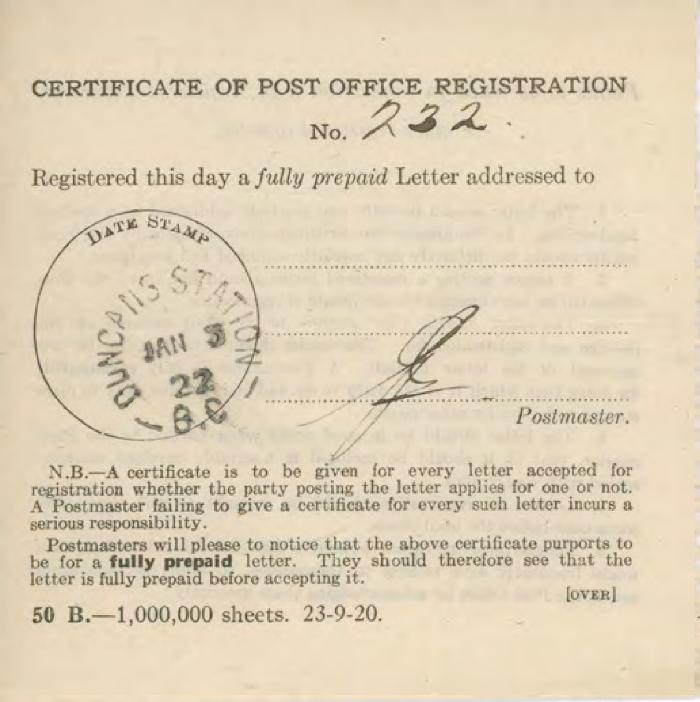 CERTIFICATE OF POST OFFICE REGISTRATION
No. 232.
Registered this day a fully prepaid Letter addressed to
DATE STAMP
DUNCANS STATION
JAN 3
22
B.C
Postmaster.
N.B.—A certificate is to be given for every letter accepted for
registration whether the party posting the letter applies for one or not.
A Postmaster failing to give a certificate for every such letter incurs a
serious responsibility.
Postmasters will please to notice that the above certificate purports to
be for a fully prepaid letter. They should therefore see that the
letter is fully prepaid before accepting it.
[OVER]
50 B.—1,000,000 sheets. 23-9-20.